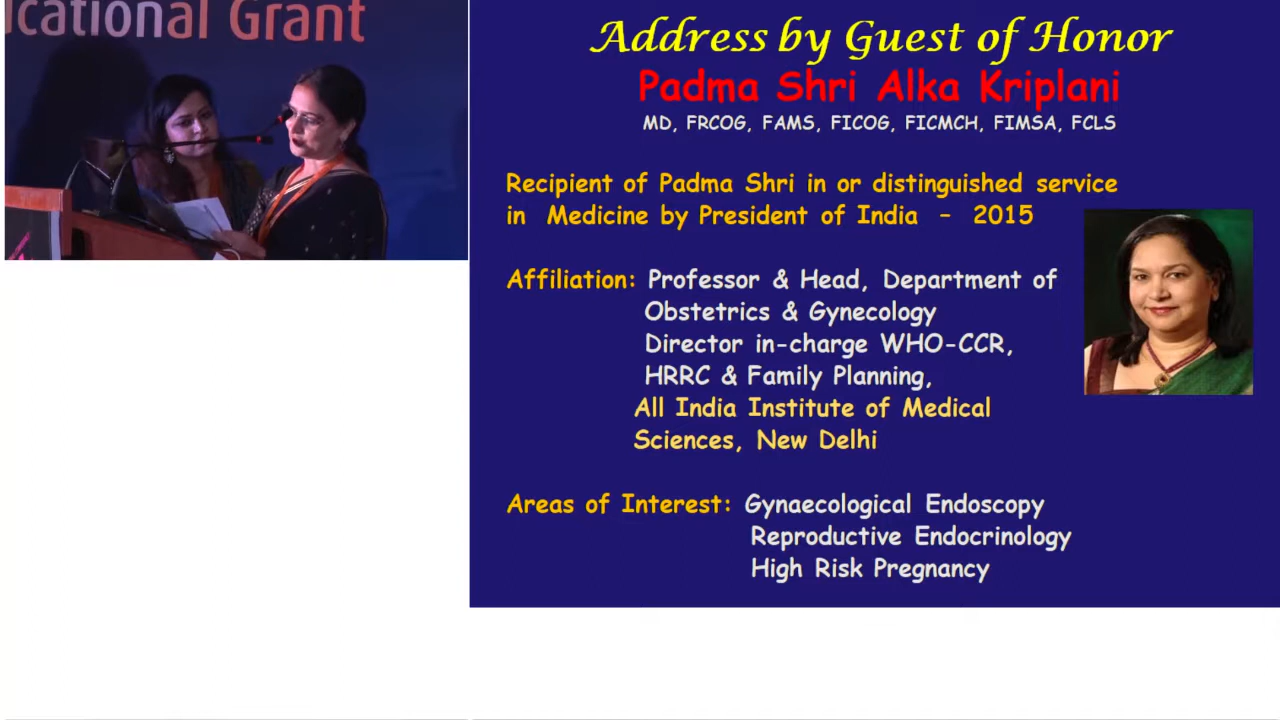 icational Grant
Address by Guest of Honor
Padma Shri Alka Kriplani
MD, FRCOG, FAMS, FICOG, FICMCH, FIMSA, FCLS
Recipient of Padma Shri in or distinguished service
in Medicine by President of India - 2015
Affiliation: Professor & Head, Department of
Obstetrics & Gynecology
Director in-charge WHO-CCR,
HRRC & Family Planning,
All India Institute of Medical
Sciences, New Delhi
Areas of Interest: Gynaecological Endoscopy
Reproductive Endocrinology
High Risk Pregnancy